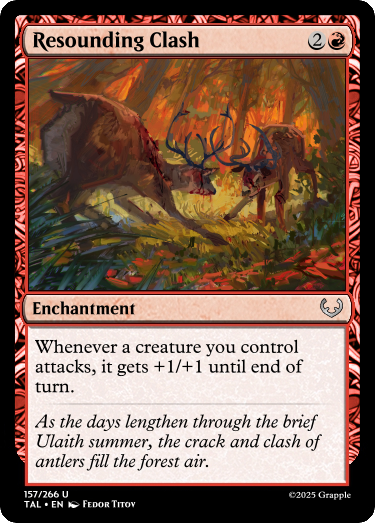 Resounding Clash 2
Enchantment
Whenever a creature you control
attacks, it gets +1/+1 until end of
turn.
As the days lengthen through the brief
Ulaith summer, the crack and clash of
antlers fill the forest air.
157/266 U
TAL • EN Fedor Titov
©2025 Grapple